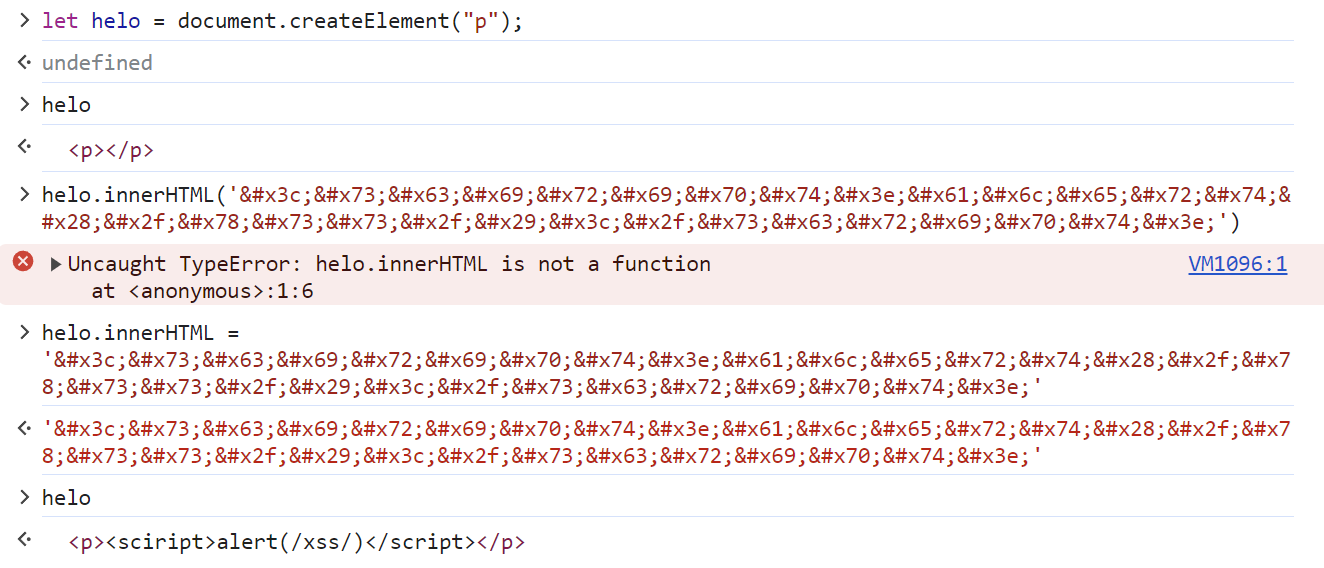 let helo = document.createElement("p");
undefined
helo
<p></p>
helo.innerHTML('&#x3c;&#x73;&#x63;&#x69;&#x72;&#x69;&#x70;&#x74;&#x3e;&#x61;&#x6c;&#x65;&#x72;&#x74;&
#x28;&#x2f;&#x78;&#x73;&#x73;&#x2f;&#x29;&#x3c;&#x2f;&#x73;&#x63;&#x72;&#x69;&#x70;&#x74;&#x3e;')
Uncaught TypeError: helo.innerHTML is not a function VM1096:1
at <anonymous>:1:6
helo.innerHTML =
'&#x3c;&#x73;&#x63;&#x69;&#x72;&#x69;&#x70;&#x74;&#x3e;&#x61;&#x6c;&#x65;&#x72;&#x74;&#x28;&#x2f;&#x7
8;&#x73;&#x73;&#x2f;&#x29;&#x3c;&#x2f;&#x73;&#x63;&#x72;&#x69;&#x70;&#x74;&#x3e;'
'&#x3c;&#x73;&#x63;&#x69;&#x72;&#x69;&#x70;&#x74;&#x3e;&#x61;&#x6c;&#x65;&#x72;&#x74;&#x28;&#x2f;&#x7
8;&#x73;&#x73;&#x2f;&#x29;&#x3c;&#x2f;&#x73;&#x63;&#x72;&#x69;&#x70;&#x74;&#x3e;'
helo
<p><sciript>alert(/xss/)</script></p>